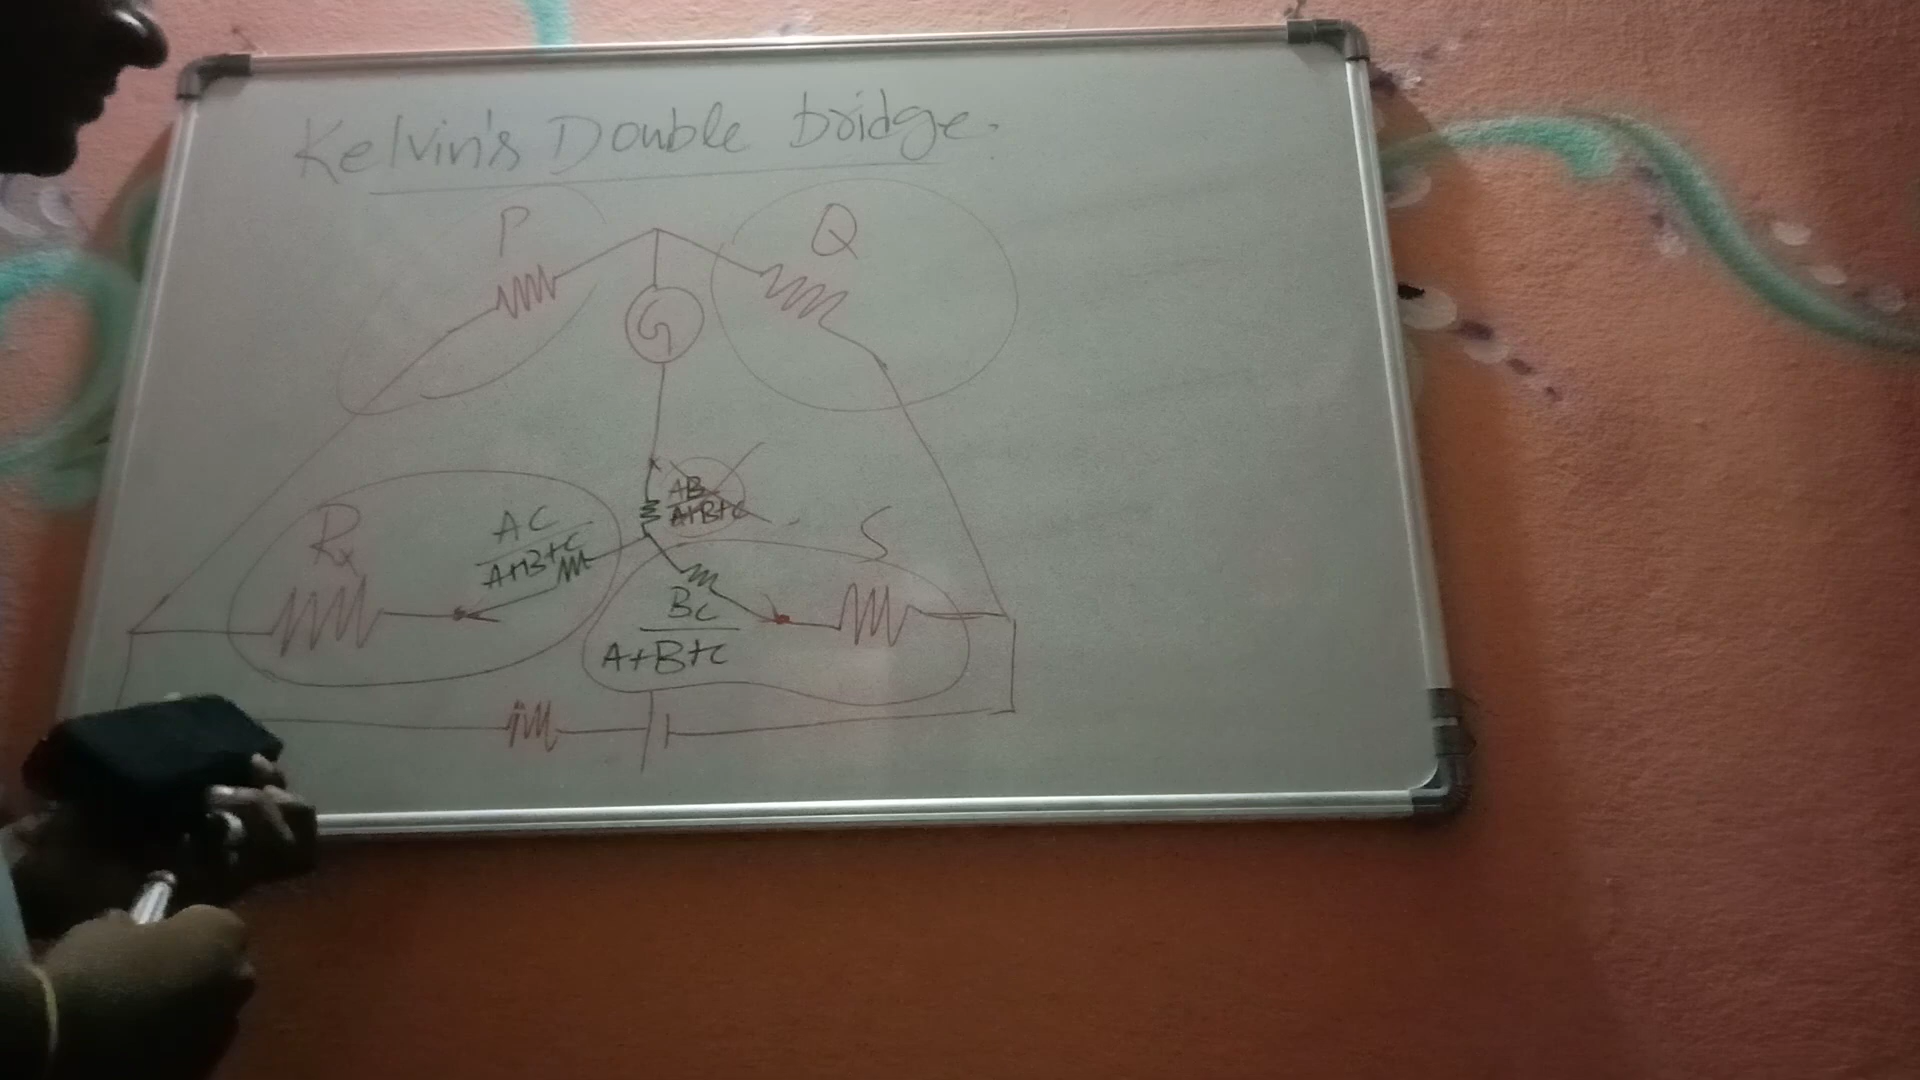 Kelvin's Double bridge.
P
Q
G
AB
A+B+C
Rx
AC
A+B+C
S
BC
A+B+C